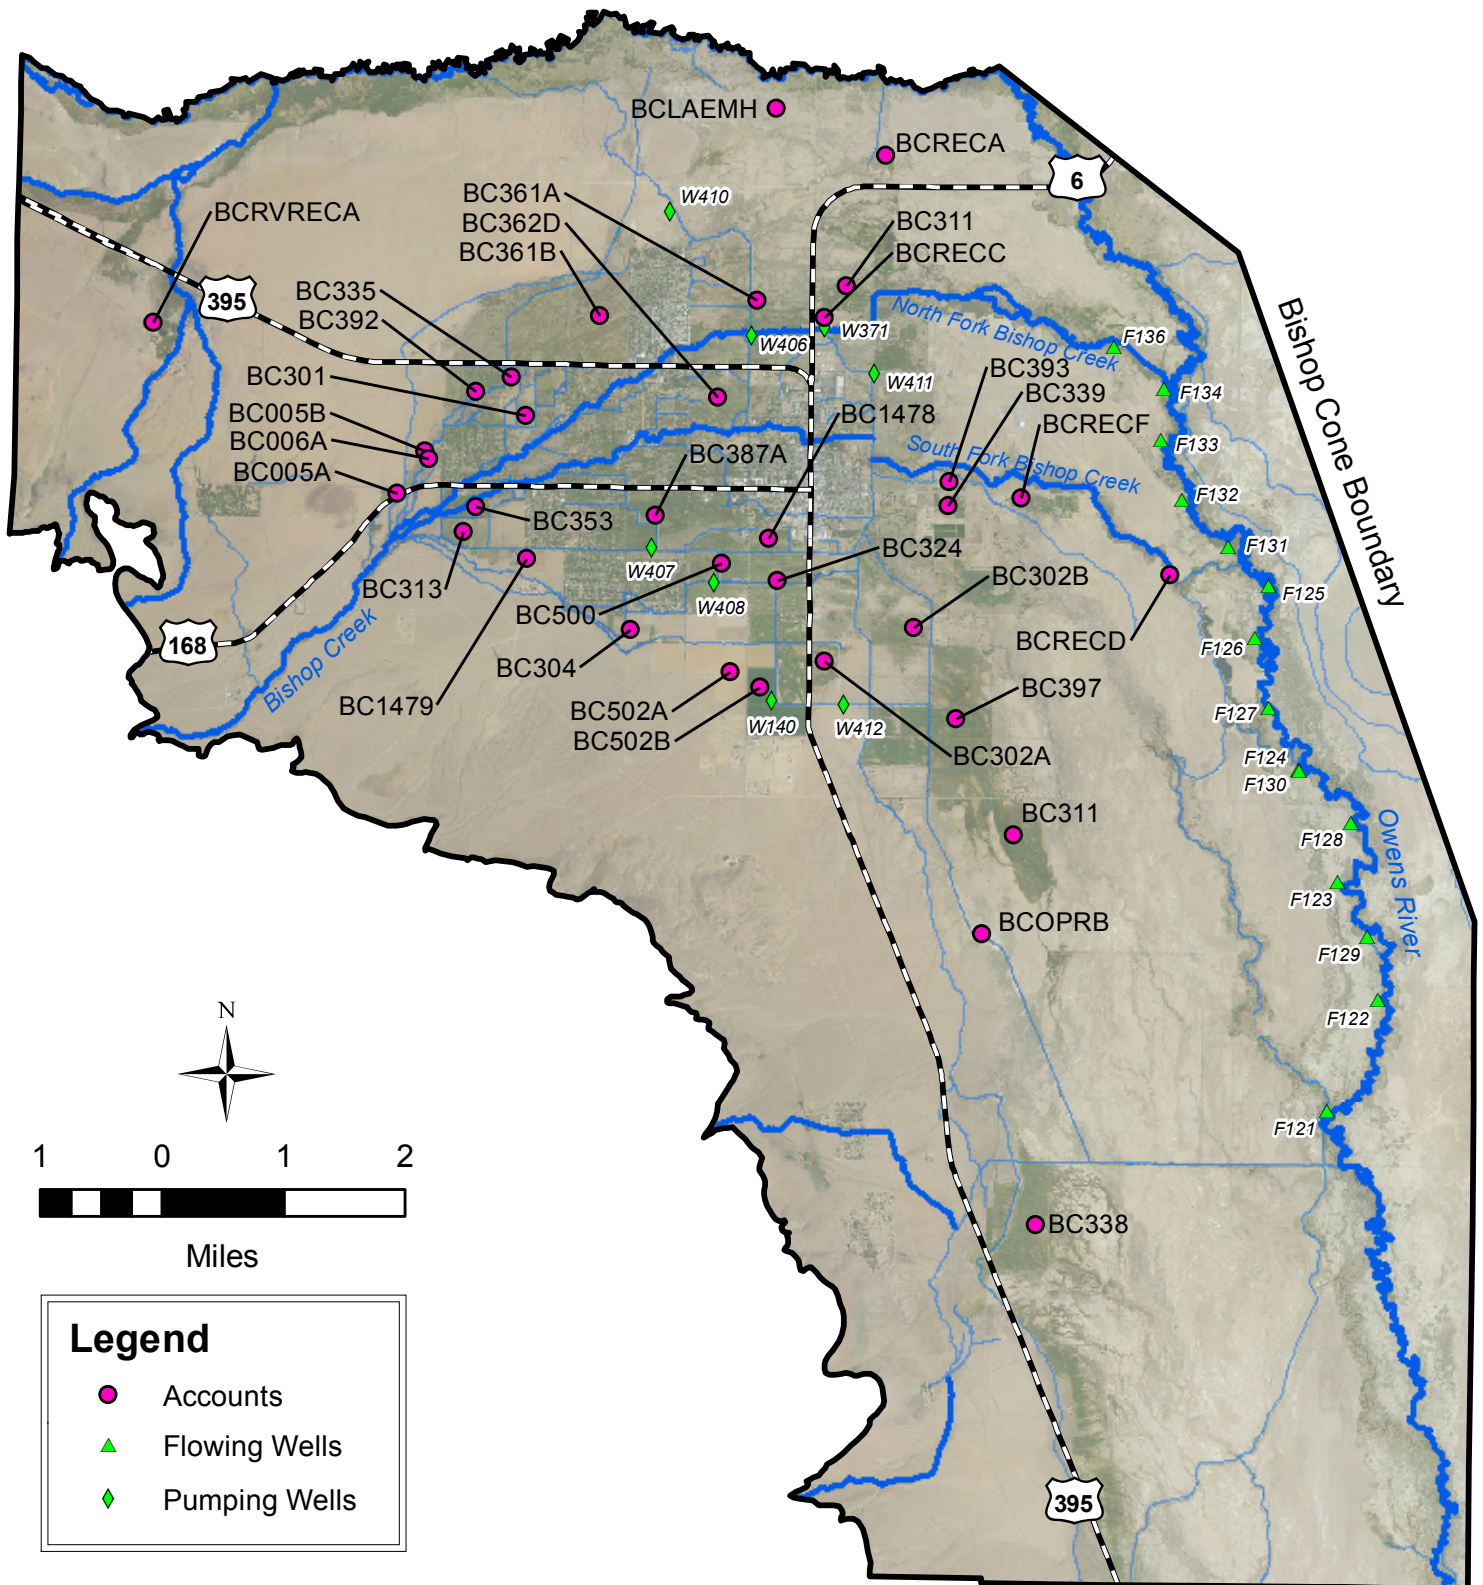 BCLAEMH
BCRECA
6
W410
BC361A
BC362D
BC361B
BCRVRECA
BC311
BCRECC
395
BC335
BC392
North Fork Bishop Creek
W406
W371
F136
W411
BC393
BC339
BCRECF
F134
BC301
BC005B
BC006A
BC005A
BC1478
BC387A
South Fork Bishop Creek
F133
F132
Bishop Cone Boundary
BC353
BC313
W407
BC324
F131
BC302B
F125
BC500
W408
168
Bishop Creek
BC304
BCRECD
F126
BC1479
BC502A
BC502B
W140
W412
BC397
F127
BC302A
F124
F130
BC311
F128
Owens River
F123
BCOPRB
F129
F122
N
F121
1 0 1 2
Miles
BC338
Legend
Accounts
Flowing Wells
Pumping Wells
395